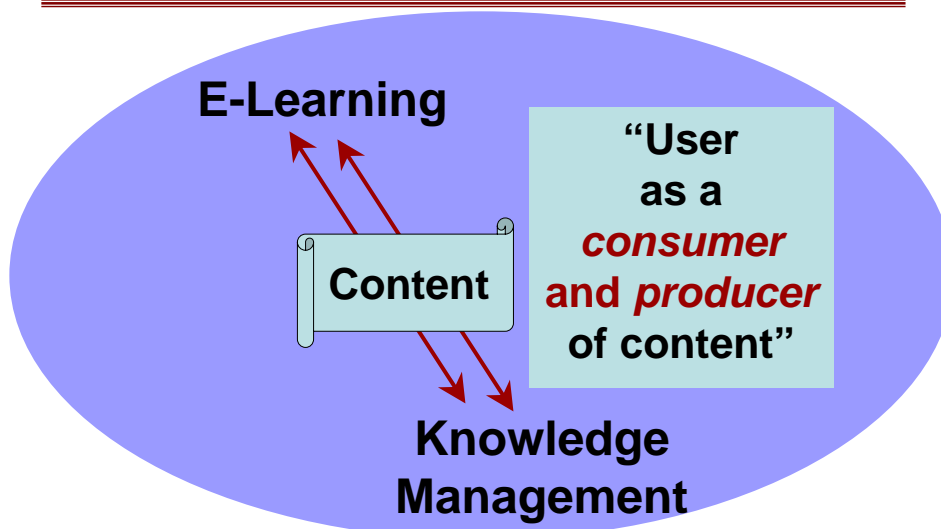 E-Learning
“User
as a
consumer
and producer
of content”
Content
Knowledge
Management